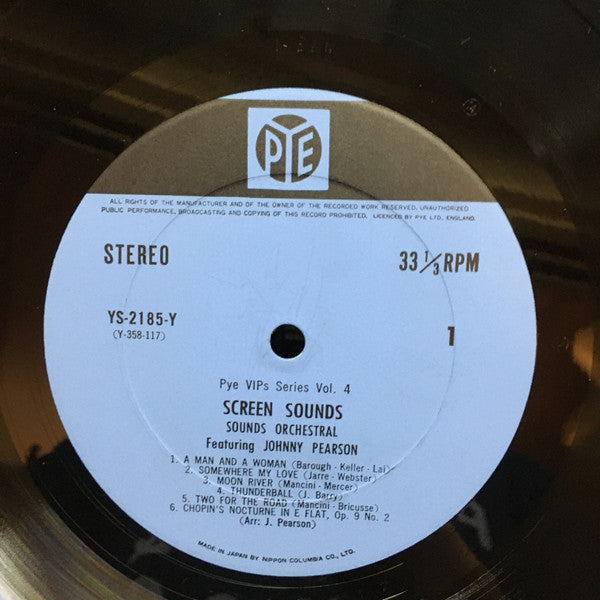 PYE
ALL RIGHTS OF THE MANUFACTURER AND OF THE OWNER OF THE RECORDED WORK RESERVED. UNAUTHORIZED
PUBLIC PERFORMANCE, BROADCASTING AND COPYING OF THIS RECORD PROHIBITED. LICENCED BY PYE LTD. ENGLAND.
STEREO
33 1/3 RPM
YS-2185-Y
(Y-358-117)
1
Pye VIPs Series Vol. 4
SCREEN SOUNDS
SOUNDS ORCHESTRAL
Featuring JOHNNY PEARSON
1. A MAN AND A WOMAN (Barough - Keller - Lai)
2. SOMEWHERE MY LOVE (Jarre - Webster)
3. MOON RIVER (Mancini - Mercer)
4. THUNDERBALL (J. Barry)
5. TWO FOR THE ROAD (Mancini - Bricusse)
6. CHOPIN'S NOCTURNE IN E FLAT, Op. 9 No. 2
(Arr: J. Pearson)
MADE IN JAPAN BY NIPPON COLUMBIA CO., LTD.